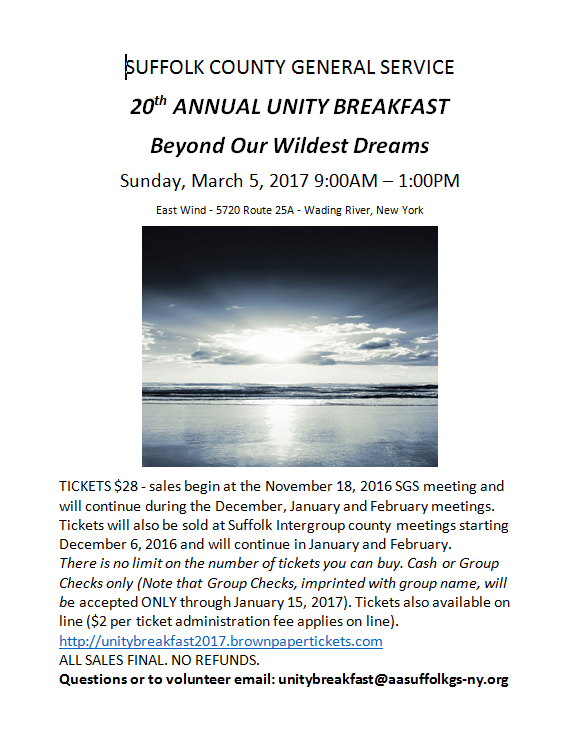 SUFFOLK COUNTY GENERAL SERVICE
20th ANNUAL UNITY BREAKFAST
Beyond Our Wildest Dreams
Sunday, March 5, 2017 9:00AM – 1:00PM
East Wind - 5720 Route 25A - Wading River, New York
TICKETS $28 - sales begin at the November 18, 2016 SGS meeting and
will continue during the December, January and February meetings.
Tickets will also be sold at Suffolk Intergroup county meetings starting
December 6, 2016 and will continue in January and February.
There is no limit on the number of tickets you can buy. Cash or Group
Checks only (Note that Group Checks, imprinted with group name, will
be accepted ONLY through January 15, 2017). Tickets also available on
line ($2 per ticket administration fee applies on line).
http://unitybreakfast2017.brownpapertickets.com
ALL SALES FINAL. NO REFUNDS.
Questions or to volunteer email: unitybreakfast@aasuffolkgs-ny.org